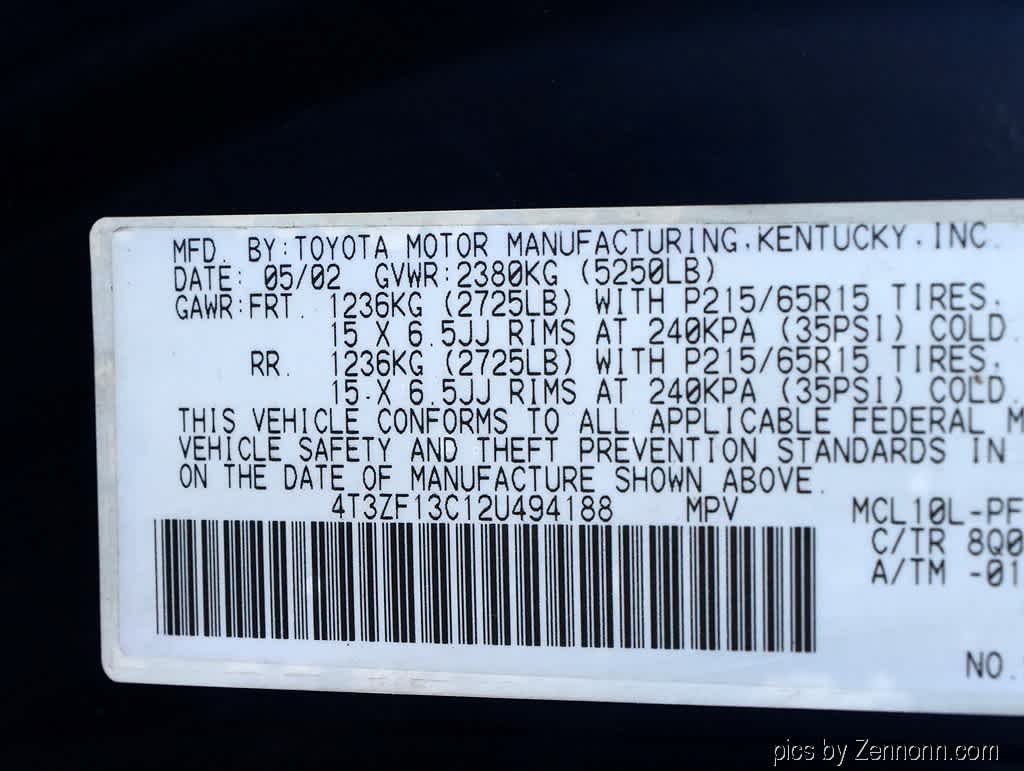 MFD. BY:TOYOTA MOTOR MANUFACTURING.KENTUCKY.INC.
DATE: 05/02 GVWR:2380KG (5250LB)
GAWR:FRT. 1236KG (2725LB) WITH P215/65R15 TIRES.
15 X 6.5JJ RIMS AT 240KPA (35PSI) COLD.
RR. 1236KG (2725LB) WITH P215/65R15 TIRES.
15 X 6.5JJ RIMS AT 240KPA (35PSI) COLD.
THIS VEHICLE CONFORMS TO ALL APPLICABLE FEDERAL M
VEHICLE SAFETY AND THEFT PREVENTION STANDARDS IN
ON THE DATE OF MANUFACTURE SHOWN ABOVE.
4T3ZF13C12U494188 MPV MCL10L-PF
C/TR 8Q0
A/TM -01
NO.
pics by Zennonn.com